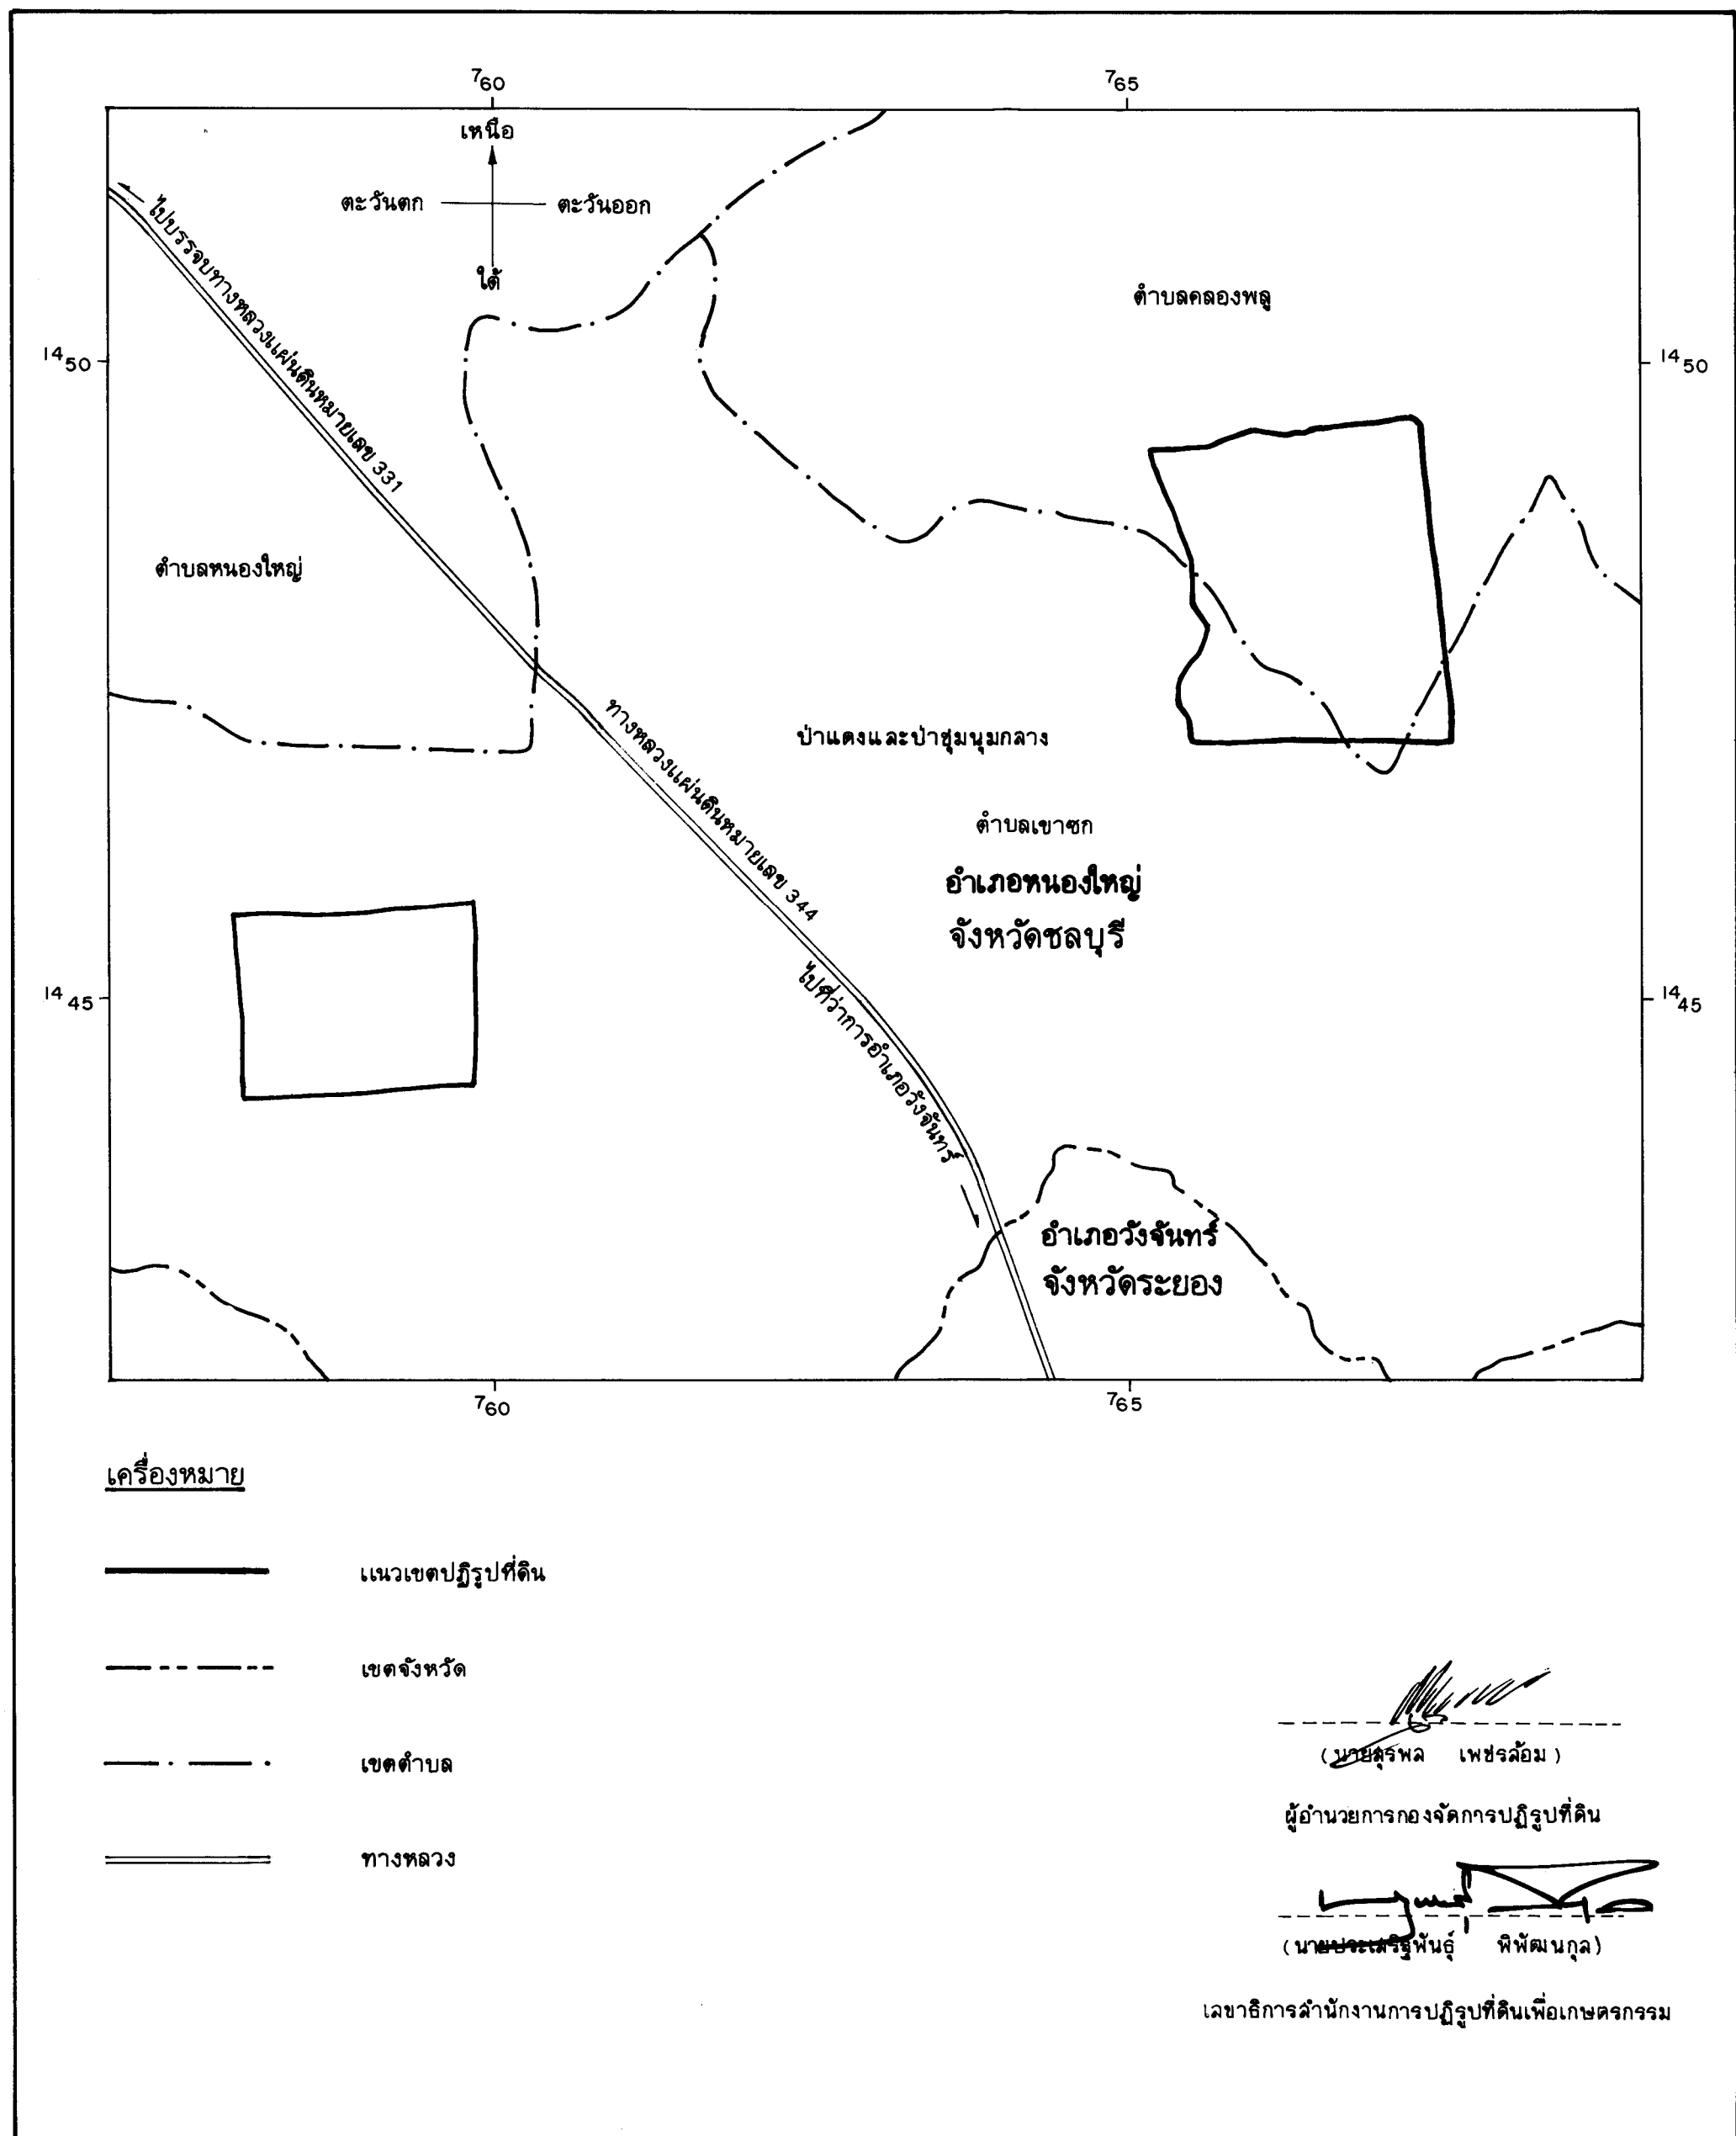 760 765
เหนือ
ตะวันตก ตะวันออก
ใต้
ไปบรรจบทางหลวงแผ่นดินหมายเลข 331
ตำบลคลองพลู
1450 1450
ตำบลหนองใหญ่
ทางหลวงแผ่นดินหมายเลข 344
ป่าแดงและป่าชุมนุมกลาง
ตำบลเขาซก
อำเภอหนองใหญ่
จังหวัดชลบุรี
1445 1445
ไปที่ว่าการอำเภอวังจันทร์
อำเภอวังจันทร์
จังหวัดระยอง
760 765
เครื่องหมาย
แนวเขตปฏิรูปที่ดิน
เขตจังหวัด
เขตตำบล
ทางหลวง
(นายสุรพล เพชรล้อม)
ผู้อำนวยการกองจัดการปฏิรูปที่ดิน
(นายประเสริฐพันธุ์ พิพัฒนกุล)
เลขาธิการสำนักงานการปฏิรูปที่ดินเพื่อเกษตรกรรม